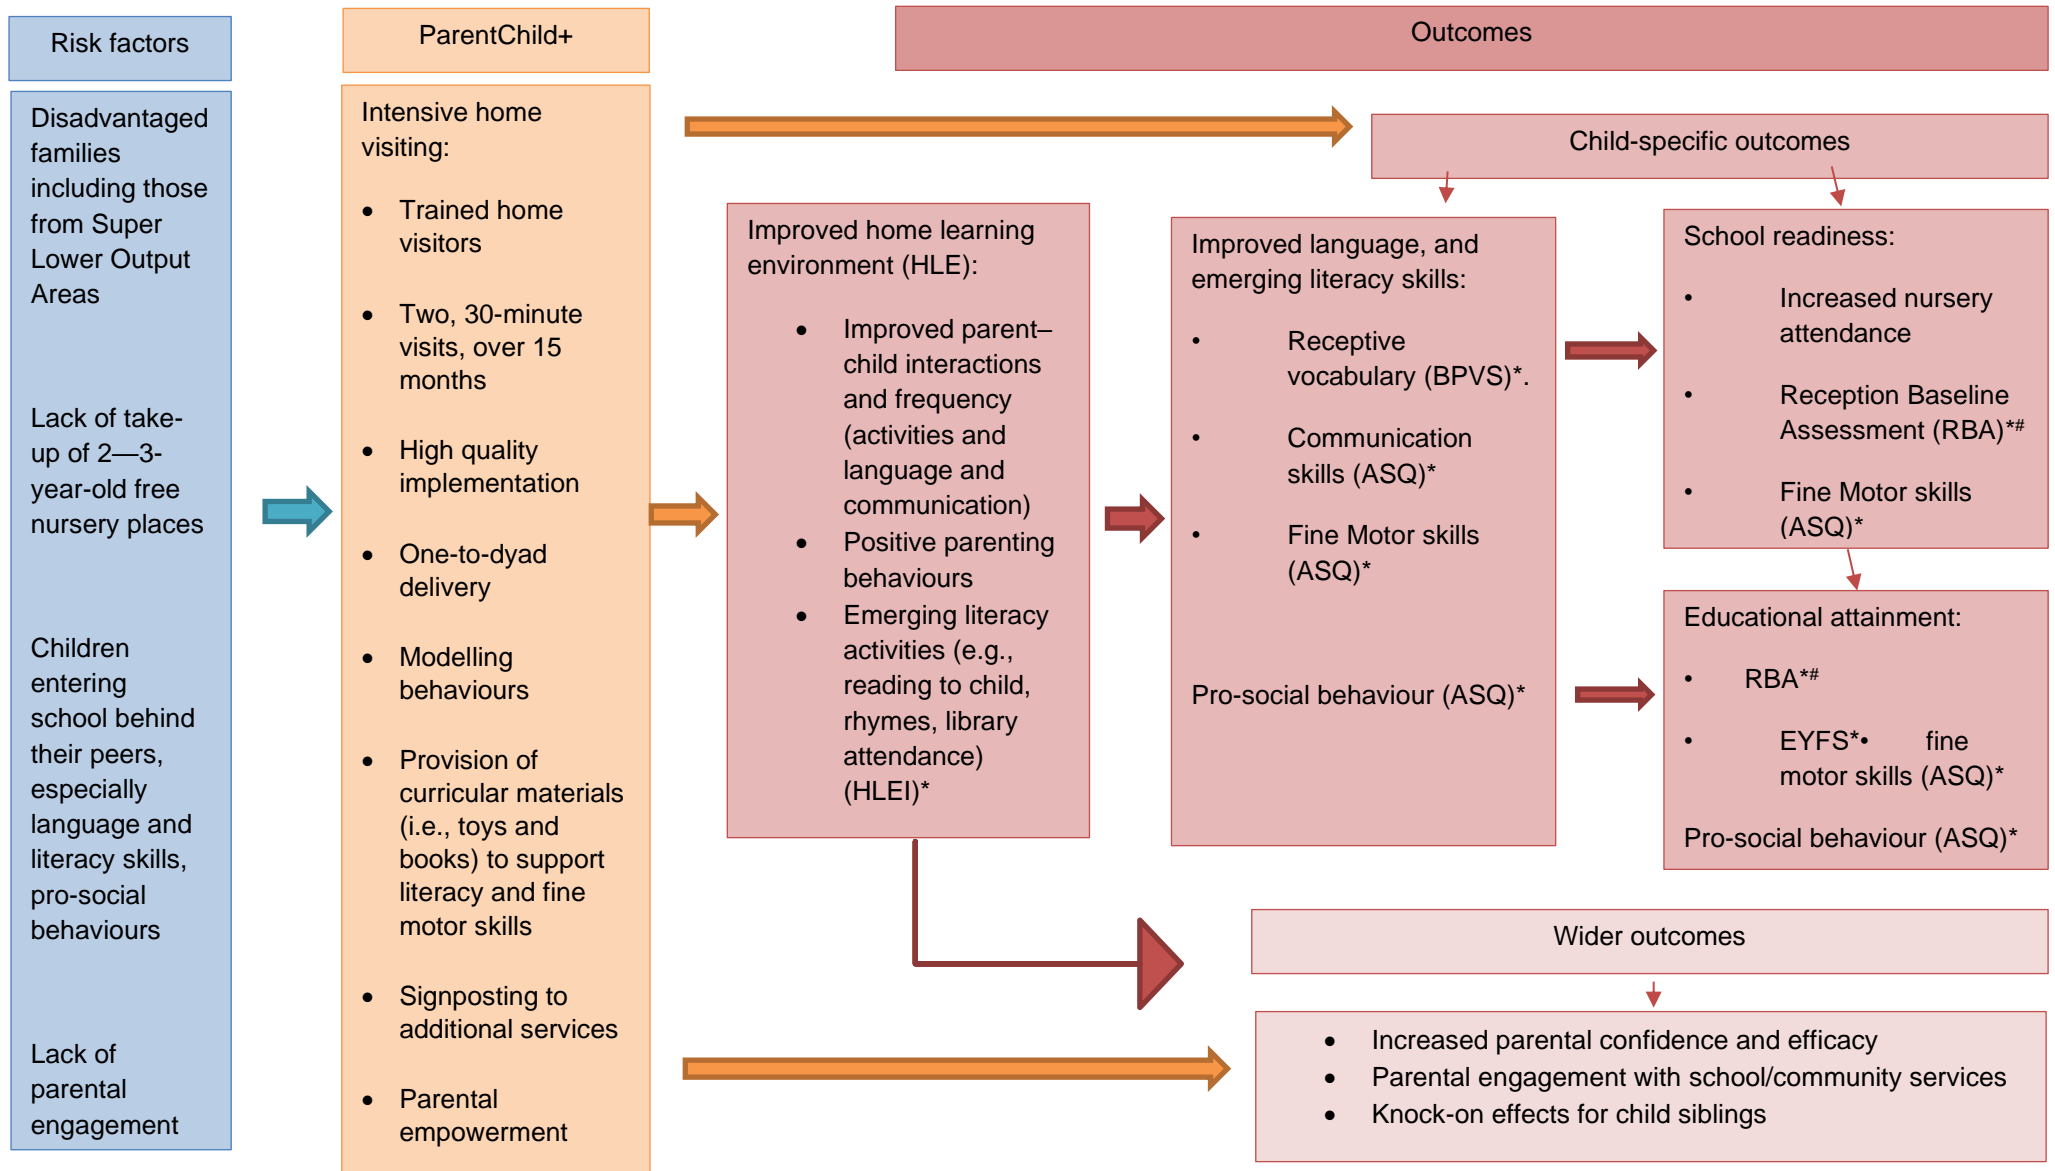 Risk factors
Disadvantaged
families
including those
from Super
Lower Output
Areas
Lack of take-
up of 2—3-
year-old free
nursery places
Children
entering
school behind
their peers,
especially
language and
literacy skills,
pro-social
behaviours
Lack of
parental
engagement
ParentChild+
Intensive home
visiting:
• Trained home
visitors
• Two, 30-minute
visits, over 15
months
• High quality
implementation
• One-to-dyad
delivery
• Modelling
behaviours
• Provision of
curricular materials
(i.e., toys and
books) to support
literacy and fine
motor skills
• Signposting to
additional services
• Parental
empowerment
Outcomes
Child-specific outcomes
Improved home learning
environment (HLE):
• Improved parent–
child interactions
and frequency
(activities and
language and
communication)
• Positive parenting
behaviours
• Emerging literacy
activities (e.g.,
reading to child,
rhymes, library
attendance)
(HLEI)*
Improved language, and
emerging literacy skills:
• Receptive
vocabulary (BPVS)*.
• Communication
skills (ASQ)*
• Fine Motor skills
(ASQ)*
Pro-social behaviour (ASQ)*
School readiness:
• Increased nursery
attendance
• Reception Baseline
Assessment (RBA)*#
• Fine Motor skills
(ASQ)*
Educational attainment:
• RBA*#
• EYFS*• fine
motor skills (ASQ)*
Pro-social behaviour (ASQ)*
Wider outcomes
• Increased parental confidence and efficacy
• Parental engagement with school/community services
• Knock-on effects for child siblings